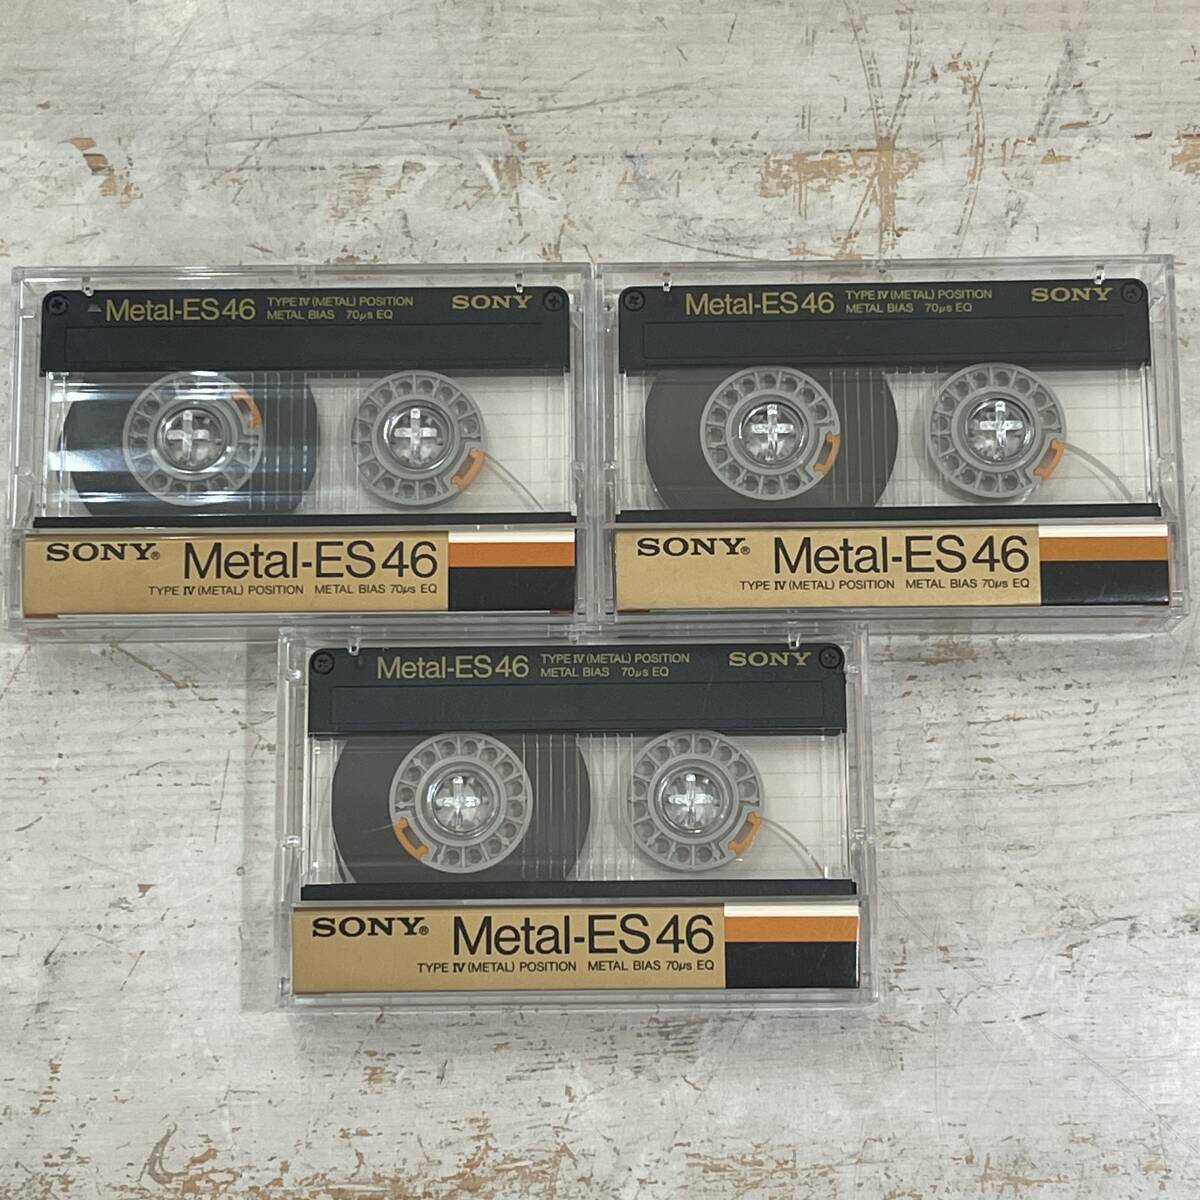 Metal-ES46 TYPE IV (METAL) POSITION SONY
METAL BIAS 70μs EQ
SONY® Metal-ES46
TYPE IV (METAL) POSITION METAL BIAS 70μs EQ
Metal-ES46 TYPE IV (METAL) POSITION SONY
METAL BIAS 70μs EQ
SONY® Metal-ES46
TYPE IV (METAL) POSITION METAL BIAS 70μs EQ
Metal-ES46 TYPE IV (METAL) POSITION SONY
METAL BIAS 70μs EQ
SONY® Metal-ES46
TYPE IV (METAL) POSITION METAL BIAS 70μs EQ